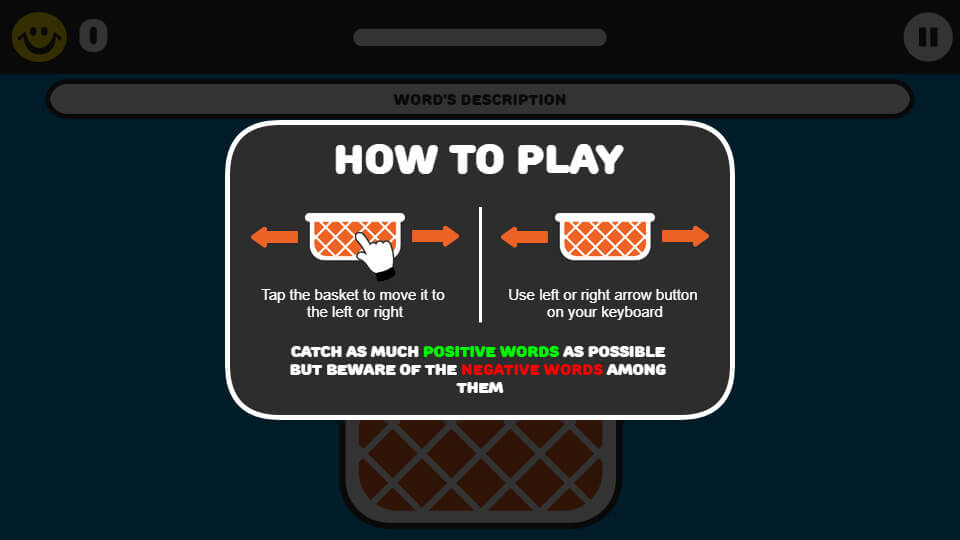 0
WORD'S DESCRIPTION
HOW TO PLAY
Tap the basket to move it to
the left or right
Use left or right arrow button
on your keyboard
CATCH AS MUCH POSITIVE WORDS AS POSSIBLE
BUT BEWARE OF THE NEGATIVE WORDS AMONG
THEM